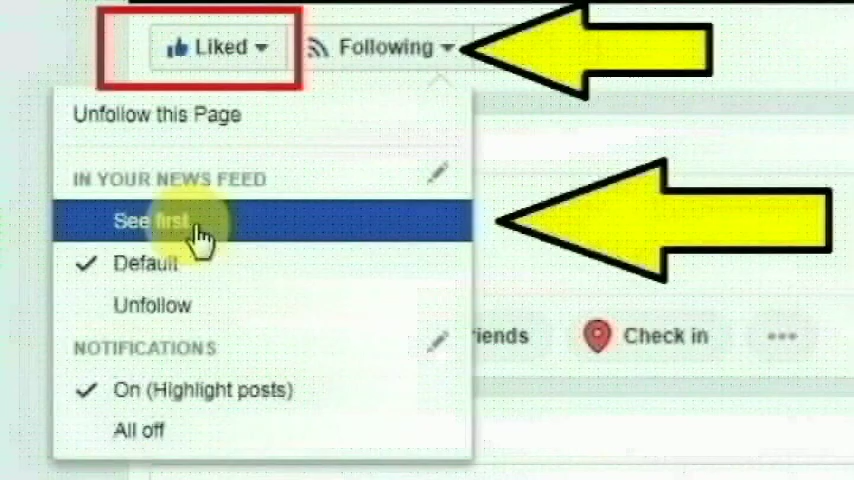 Liked
Following
Unfollow this Page
IN YOUR NEWS FEED
See first
Default
Unfollow
NOTIFICATIONS
riends
Check in
On (Highlight posts)
All off